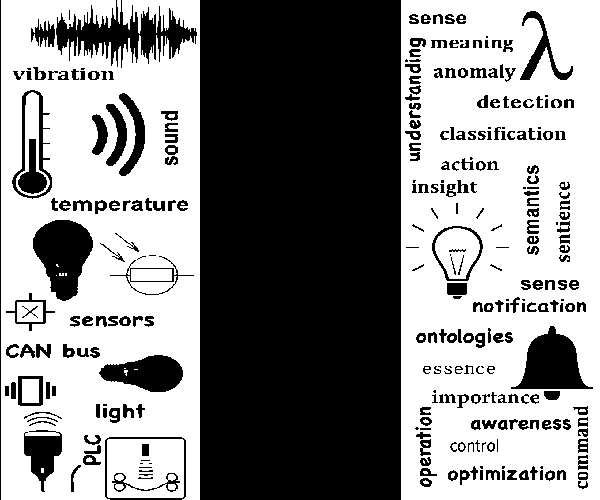 vibration
sound
temperature
sensors
CAN bus
light
PLC
sense
meaning
understanding
anomaly
λ
detection
classification
action
insight
semantics
sentience
sense
notification
ontologies
essence
importance
operation
awareness
command
control
optimization